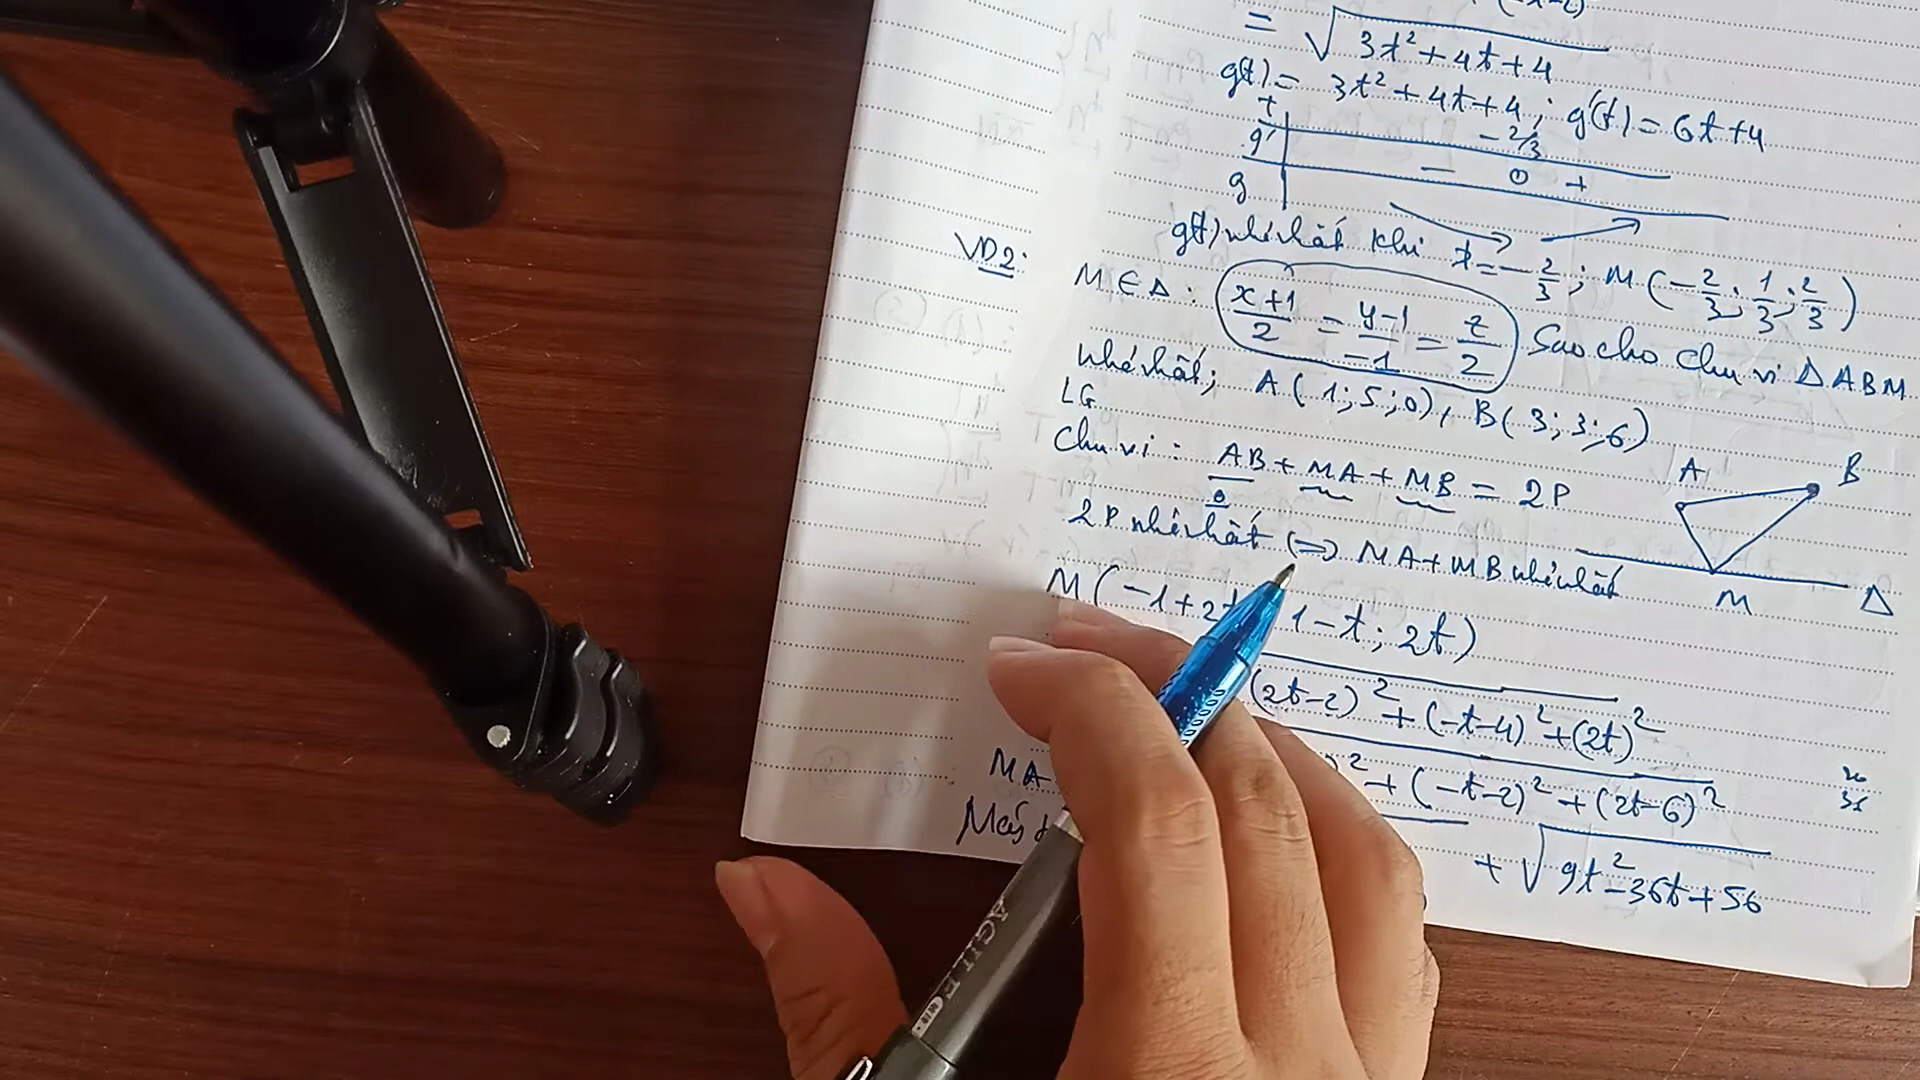 = √3t² + 4t + 4
g(t) = 3t² + 4t + 4 ; g'(t) = 6t + 4
t -2/3
g' - 0 +
g
g(t) nhỏ nhất khi t = -2/3 ; M(-2/3 ; 1/3 ; 2/3)
VD2:
M ∈ Δ : x+1/2 = y-1/-1 = z/2 Sao cho Chu vi Δ ABM
nhỏ nhất; A(1;5;0), B(3;3;6)
LG
Chu vi : AB + MA + MB = 2P
A B
2P nhỏ nhất ⇔ MA + MB nhỏ nhất
M Δ
M(-1+2t 1-t; 2t)
(2t-2)² + (-t-4)² + (2t)²
² + (-t-2)² + (2t-6)²
MA + √9t² - 36t + 56
AGILE